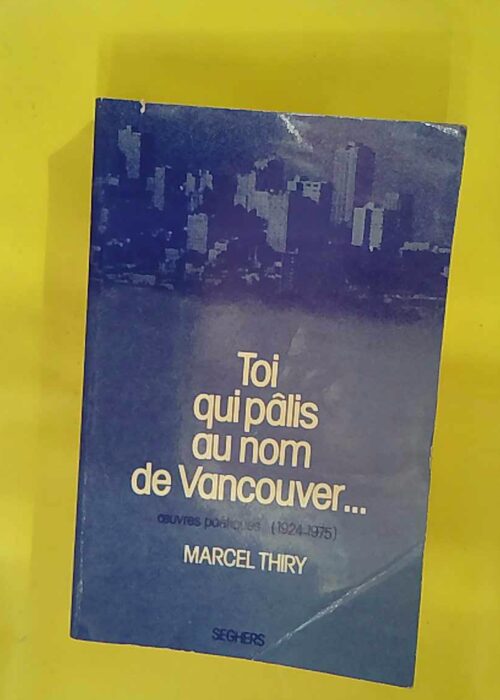 Toi
qui pâlis
au nom
de Vancouver...
œuvres poétiques (1924-1975)
MARCEL THIRY
SEGHERS